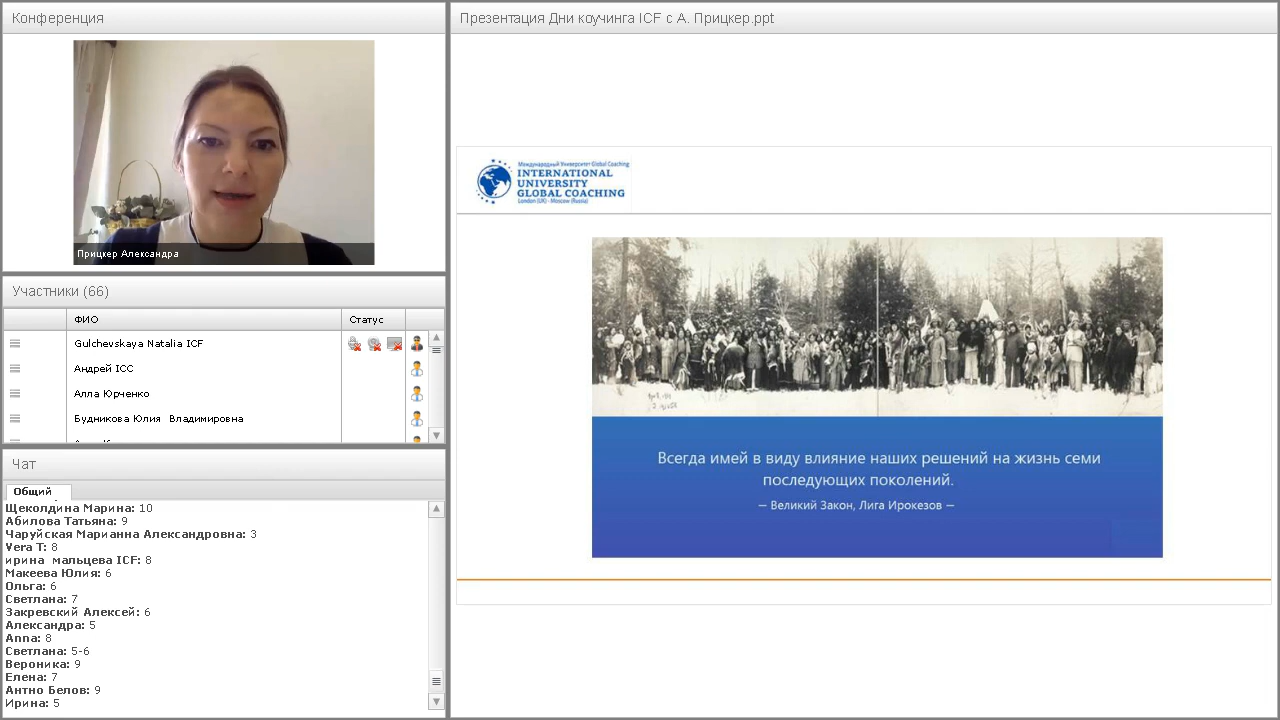 Конференция
Прицкер Александра
Участники (66)
ФИО
Статус
Gulchevskaya Natalia ICF
Андрей ICC
Алла Юрченко
Будникова Юлия Владимировна
Чат
Общий
Щеколдина Марина: 10
Абилова Татьяна: 9
Чаруйская Марианна Александровна: 3
Vera T: 8
ирина мальцева ICF: 8
Макеева Юлия: 6
Ольга: 6
Светлана: 7
Закревский Алексей: 6
Александра: 5
Anna: 8
Светлана: 5-6
Вероника: 9
Елена: 7
Антно Белов: 9
Ирина: 5
Презентация Дни коучинга ICF с А. Прицкер.ppt
Международный Университет Global Coaching
INTERNATIONAL
UNIVERSITY
GLOBAL COACHING
London (UK) - Moscow (Russia)
Всегда имей в виду влияние наших решений на жизнь семи
последующих поколений.
— Великий Закон, Лига Ирокезов —